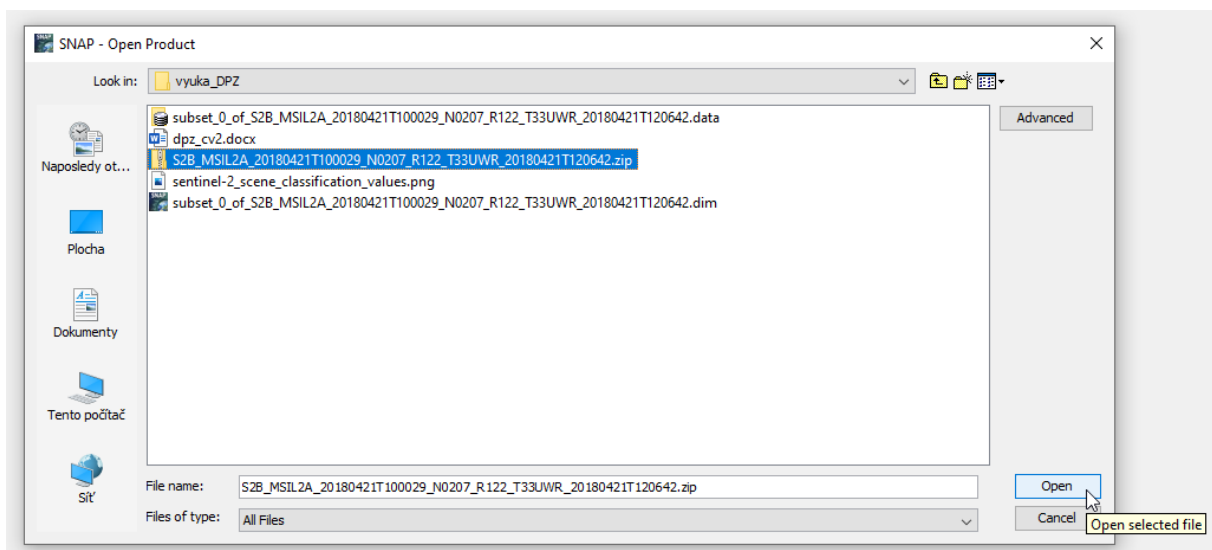 SNAP - Open Product
Look in: vyuka_DPZ
Advanced
subset_0_of_S2B_MSIL2A_20180421T100029_N0207_R122_T33UWR_20180421T120642.data
dpz_cv2.docx
S2B_MSIL2A_20180421T100029_N0207_R122_T33UWR_20180421T120642.zip
sentinel-2_scene_classification_values.png
subset_0_of_S2B_MSIL2A_20180421T100029_N0207_R122_T33UWR_20180421T120642.dim
Naposledy ot...
Plocha
Dokumenty
Tento počítač
Síť
File name: S2B_MSIL2A_20180421T100029_N0207_R122_T33UWR_20180421T120642.zip
Open
Files of type: All Files
Cancel
Open selected file